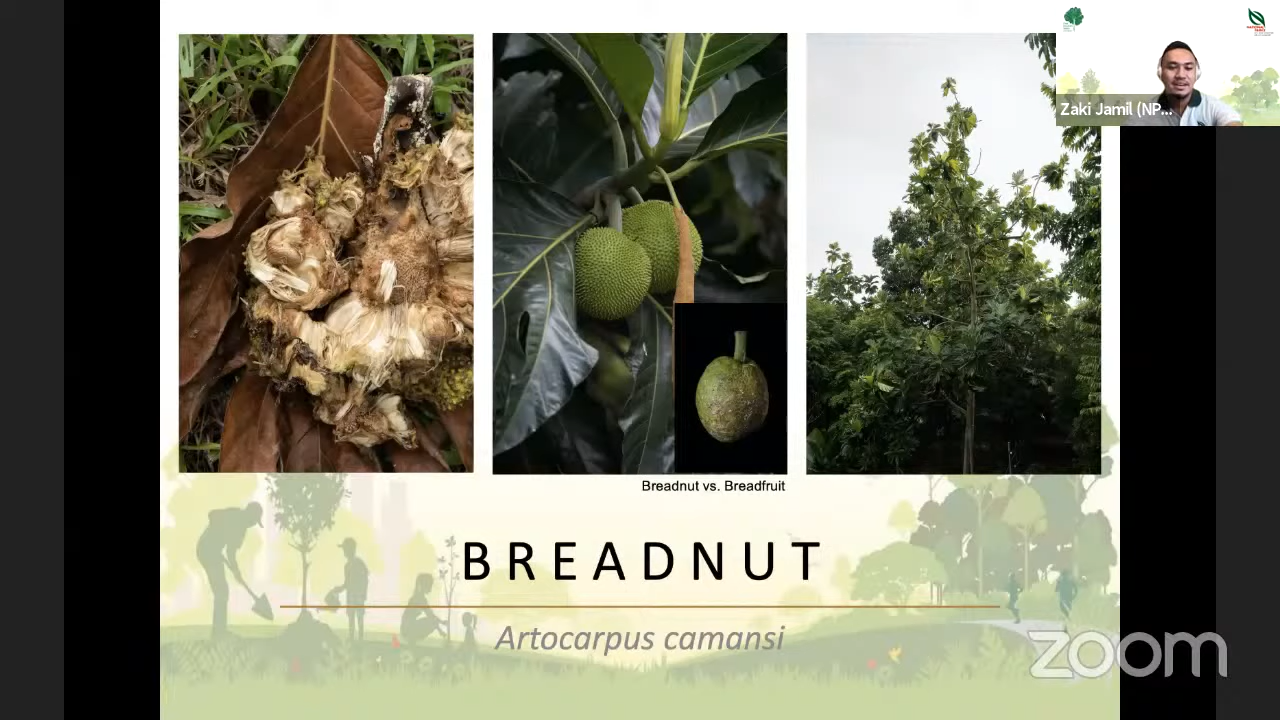 Zaki Jamil (NP...
Breadnut vs. Breadfruit
BREADNUT
Artocarpus camansi
zoom